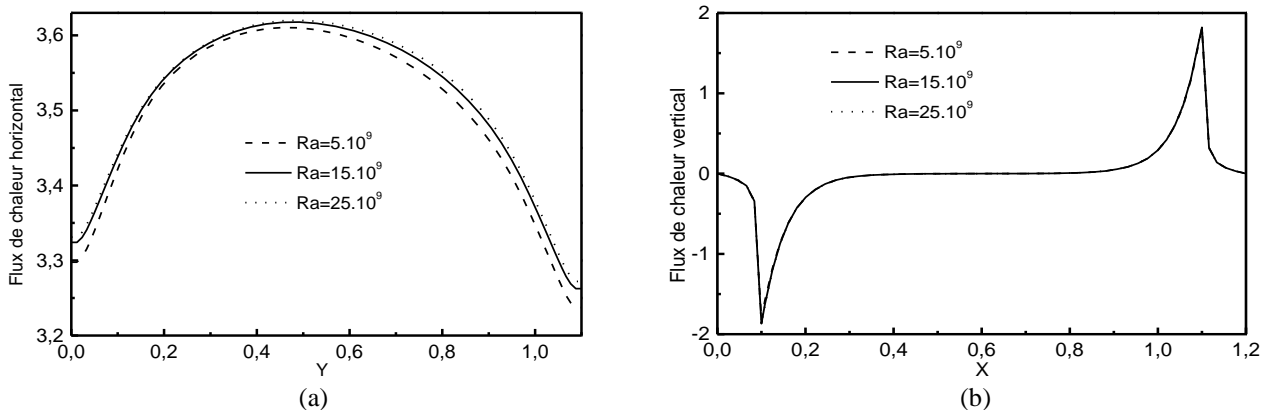 Flux de chaleur horizontal
3,6
3,5
3,4
3,3
3,2
0,0
0,2
0,4
0,6
0,8
1,0
Y
Ra=5.10⁹
Ra=15.10⁹
Ra=25.10⁹
(a)
Flux de chaleur vertical
2
1
0
-1
-2
0,0
0,2
0,4
0,6
0,8
1,0
1,2
X
Ra=5.10⁹
Ra=15.10⁹
Ra=25.10⁹
(b)